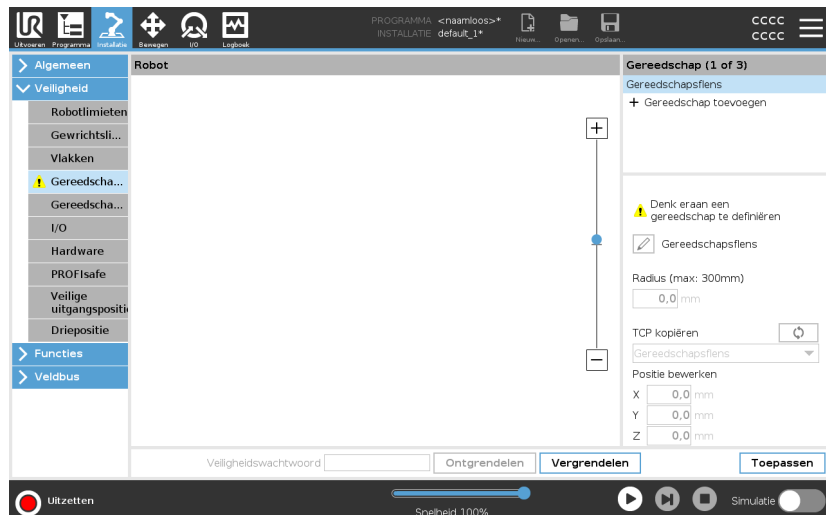 PROGRAMMA <naamloos>*
INSTALLATIE default_1*
cccc
cccc
Uitvoeren Programma Installatie Bewegen I/O Logboek
Nieuw... Openen... Opslaan...
Algemeen
Veiligheid
Robotlimieten
Gewrichtsli...
Vlakken
Gereedscha...
Gereedscha...
I/O
Hardware
PROFIsafe
Veilige
uitgangspositi
Driepositie
Functies
Veldbus
Robot
+
−
Gereedschap (1 of 3)
Gereedschapsflens
+ Gereedschap toevoegen
Denk eraan een
gereedschap te definiëren
Gereedschapsflens
Radius (max: 300mm)
0,0 mm
TCP kopiëren
Gereedschapsflens
Positie bewerken
X 0,0 mm
Y 0,0 mm
Z 0,0 mm
Veiligheidswachtwoord Ontgrendelen Vergrendelen Toepassen
Uitzetten
Snelheid 100%
Simulatie